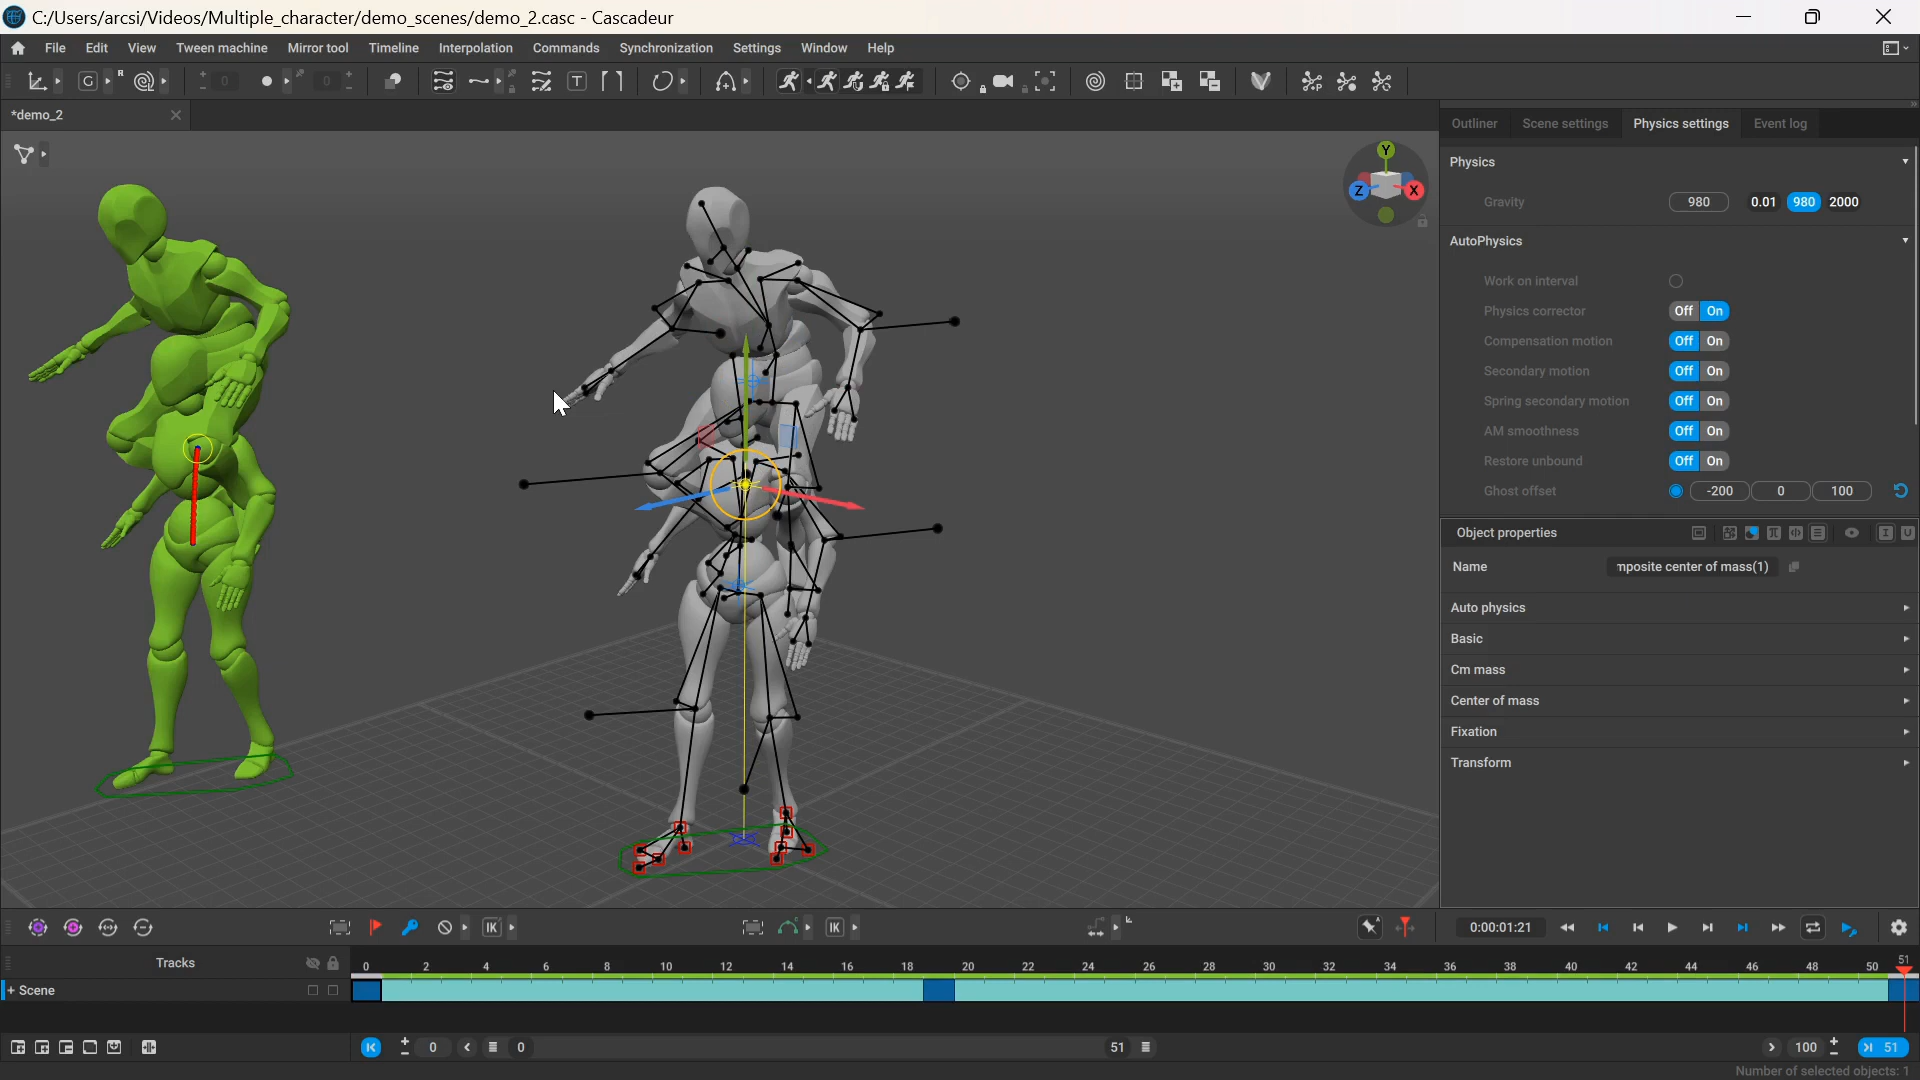 C:/Users/arcsi/Videos/Multiple_character/demo_scenes/demo_2.casc - Cascadeur
File Edit View Tween machine Mirror tool Timeline Interpolation Commands Synchronization Settings Window Help
G R 0 0 T
*demo_2
Outliner Scene settings Physics settings Event log
Y Z X
Physics
Gravity 980 0.01 980 2000
AutoPhysics
Work on interval
Physics corrector Off On
Compensation motion Off On
Secondary motion Off On
Spring secondary motion Off On
AM smoothness Off On
Restore unbound Off On
Ghost offset -200 0 100
Object properties
Name mposite center of mass(1)
Auto physics
Basic
Cm mass
Center of mass
Fixation
Transform
IK IK 0:00:01:21
Tracks 0 2 4 6 8 10 12 14 16 18 20 22 24 26 28 30 32 34 36 38 40 42 44 46 48 50 51
+ Scene
0 0 51 100 51
Number of selected objects: 1